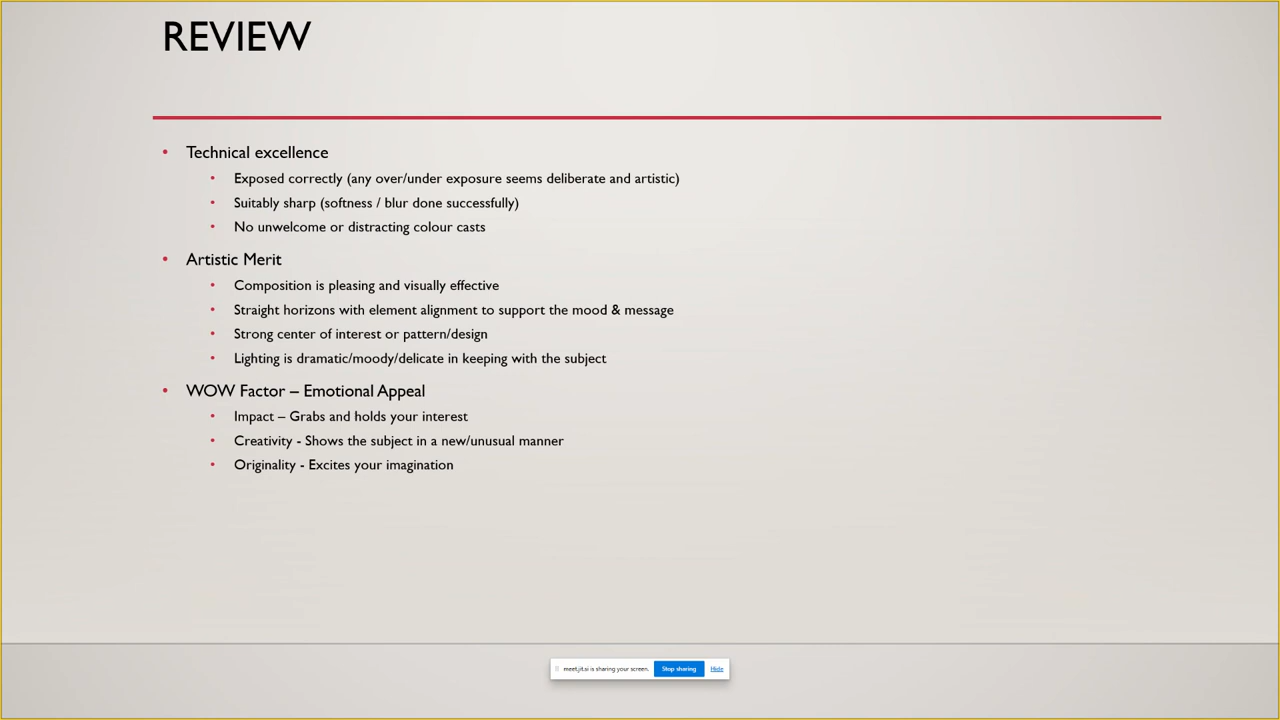 REVIEW
• Technical excellence
• Exposed correctly (any over/under exposure seems deliberate and artistic)
• Suitably sharp (softness / blur done successfully)
• No unwelcome or distracting colour casts
• Artistic Merit
• Composition is pleasing and visually effective
• Straight horizons with element alignment to support the mood & message
• Strong center of interest or pattern/design
• Lighting is dramatic/moody/delicate in keeping with the subject
• WOW Factor – Emotional Appeal
• Impact – Grabs and holds your interest
• Creativity - Shows the subject in a new/unusual manner
• Originality - Excites your imagination
meet.jit.si is sharing your screen. Stop sharing Hide